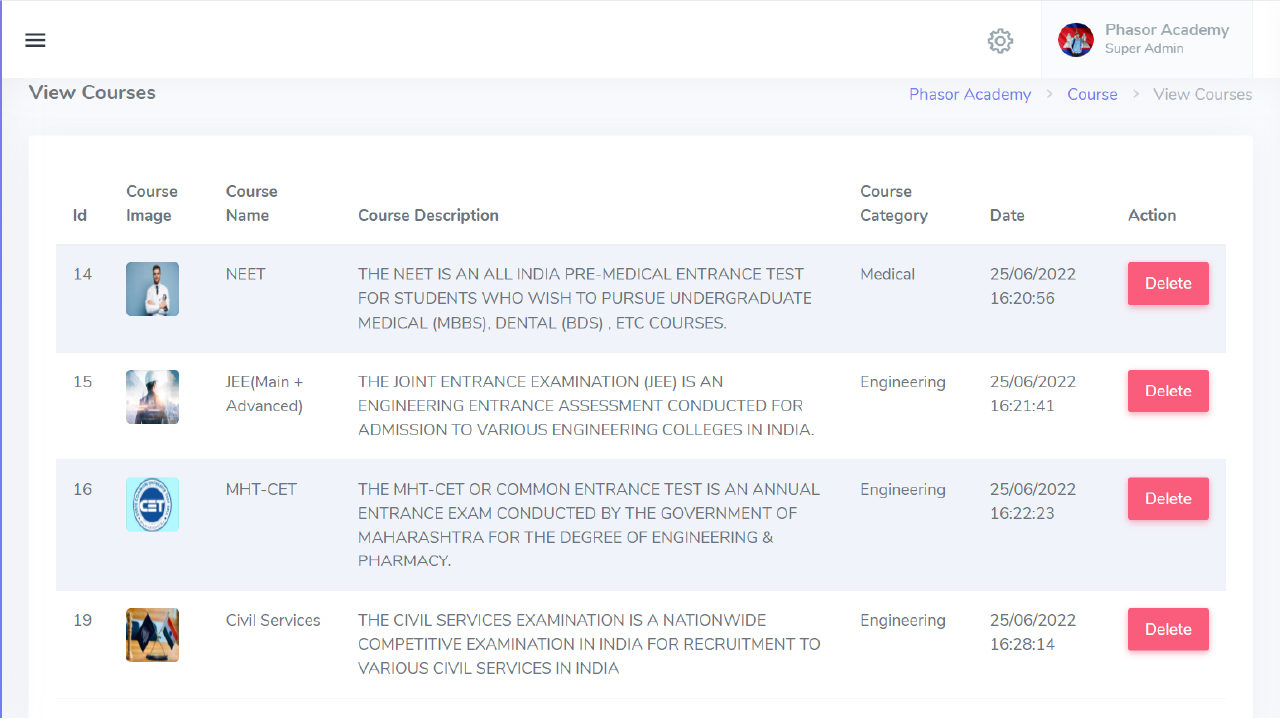 Phasor Academy
Super Admin
View Courses
Phasor Academy > Course > View Courses
Id
Course
Image
Course
Name
Course Description
Course
Category
Date
Action
14
NEET
THE NEET IS AN ALL INDIA PRE-MEDICAL ENTRANCE TEST
FOR STUDENTS WHO WISH TO PURSUE UNDERGRADUATE
MEDICAL (MBBS), DENTAL (BDS) , ETC COURSES.
Medical
25/06/2022
16:20:56
Delete
15
JEE(Main +
Advanced)
THE JOINT ENTRANCE EXAMINATION (JEE) IS AN
ENGINEERING ENTRANCE ASSESSMENT CONDUCTED FOR
ADMISSION TO VARIOUS ENGINEERING COLLEGES IN INDIA.
Engineering
25/06/2022
16:21:41
Delete
16
CET
MHT-CET
THE MHT-CET OR COMMON ENTRANCE TEST IS AN ANNUAL
ENTRANCE EXAM CONDUCTED BY THE GOVERNMENT OF
MAHARASHTRA FOR THE DEGREE OF ENGINEERING &
PHARMACY.
Engineering
25/06/2022
16:22:23
Delete
19
Civil Services
THE CIVIL SERVICES EXAMINATION IS A NATIONWIDE
COMPETITIVE EXAMINATION IN INDIA FOR RECRUITMENT TO
VARIOUS CIVIL SERVICES IN INDIA
Engineering
25/06/2022
16:28:14
Delete